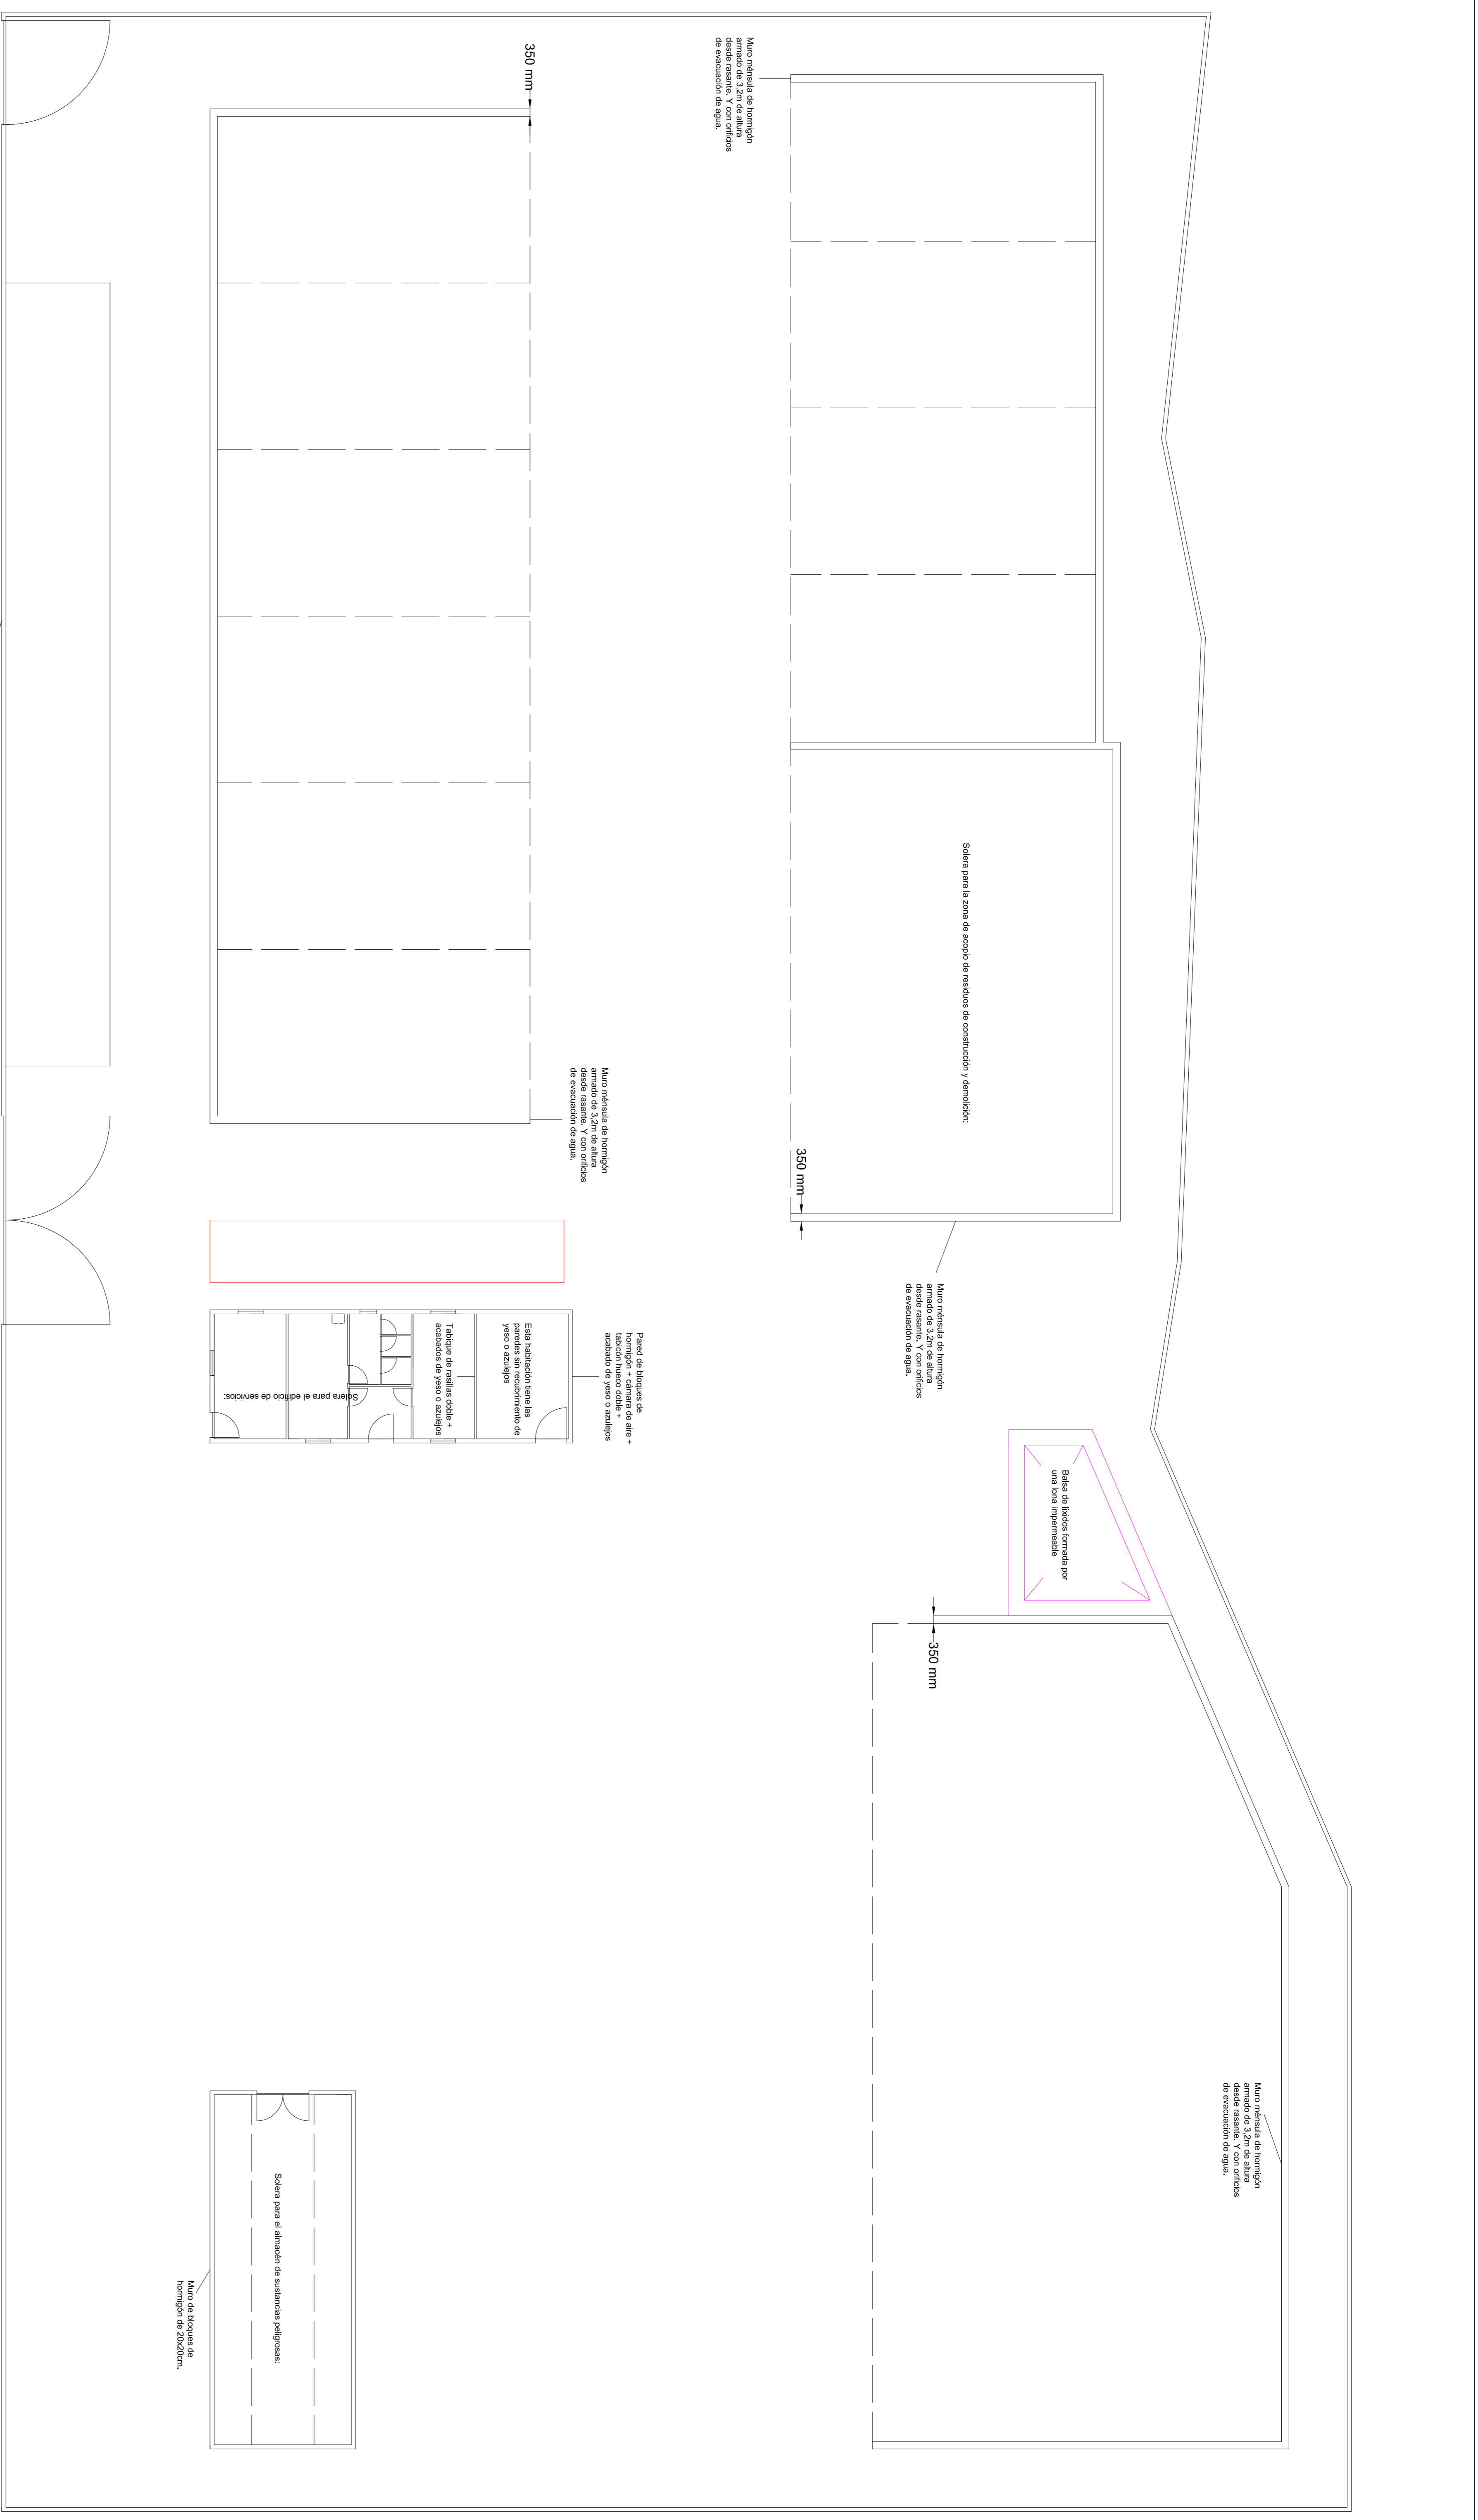 350 mm
Muro ménsula de hormigón
armado de 3,2m de altura
desde rasante. Y con orificios
de evacuación de agua.
Solera para la zona de acopio de residuos de construcción y demolición:
Muro ménsula de hormigón
armado de 3,2m de altura
desde rasante. Y con orificios
de evacuación de agua.
350 mm
Muro ménsula de hormigón
armado de 3,2m de altura
desde rasante. Y con orificios
de evacuación de agua.
Pared de bloques de
hormigón + cámara de aire +
tabicón hueco doble +
acabado de yeso o azulejos
Esta habitación tiene las
paredes sin recubrimiento de
yeso o azulejos
Tabique de rasillas doble +
acabados de yeso o azulejos
Solera para el edificio de servicios:
Balsa de lixidos formada por
una lona impermeable
350 mm
Muro ménsula de hormigón
armado de 3,2m de altura
desde rasante. Y con orificios
de evacuación de agua.
Solera para el almacén de sustancias peligrosas:
Muro de bloques de
hormigón de 20x20cm.